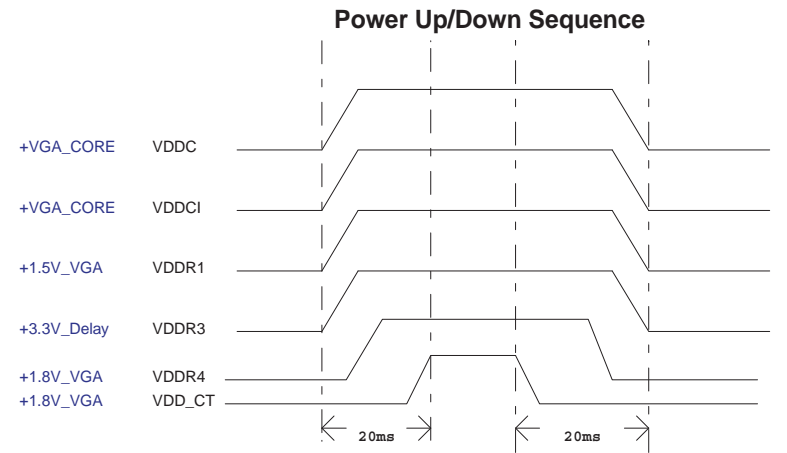 Power Up/Down Sequence
+VGA_CORE VDDC
+VGA_CORE VDDCI
+1.5V_VGA VDDR1
+3.3V_Delay VDDR3
+1.8V_VGA VDDR4
+1.8V_VGA VDD_CT
20ms 20ms